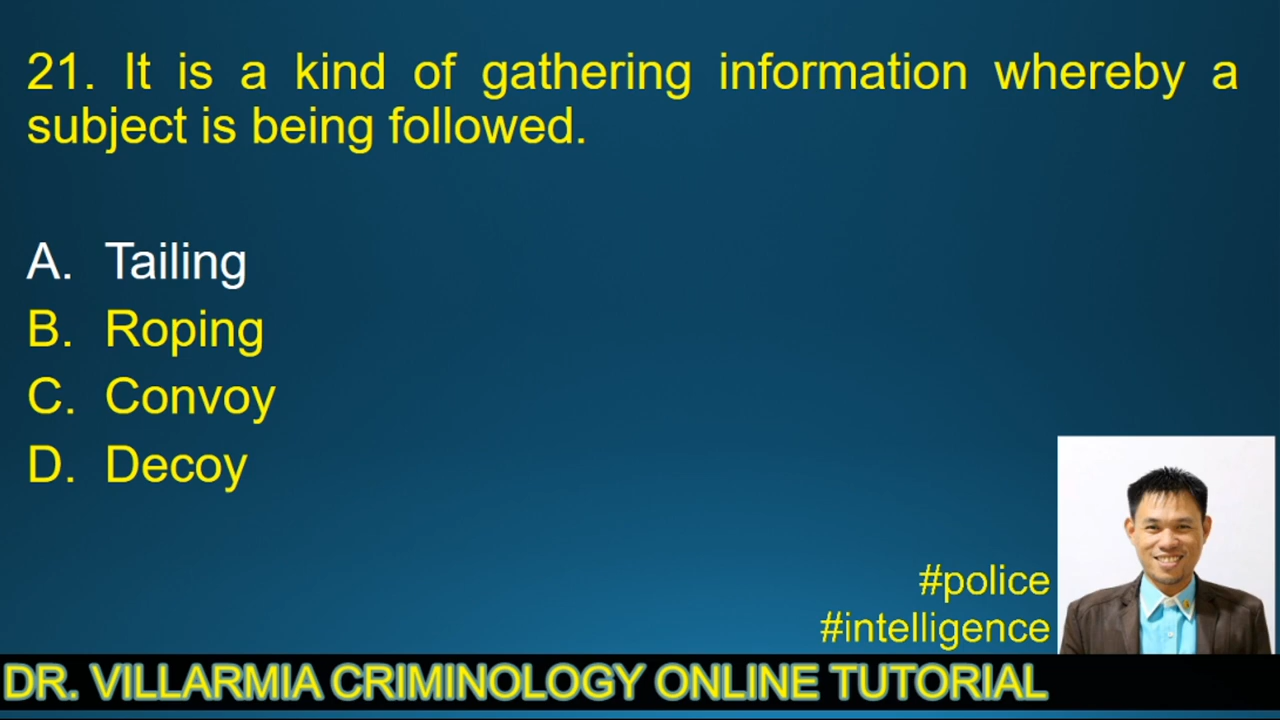 21. It is a kind of gathering information whereby a
subject is being followed.
A. Tailing
B. Roping
C. Convoy
D. Decoy
#police
#intelligence
DR. VILLARMIA CRIMINOLOGY ONLINE TUTORIAL